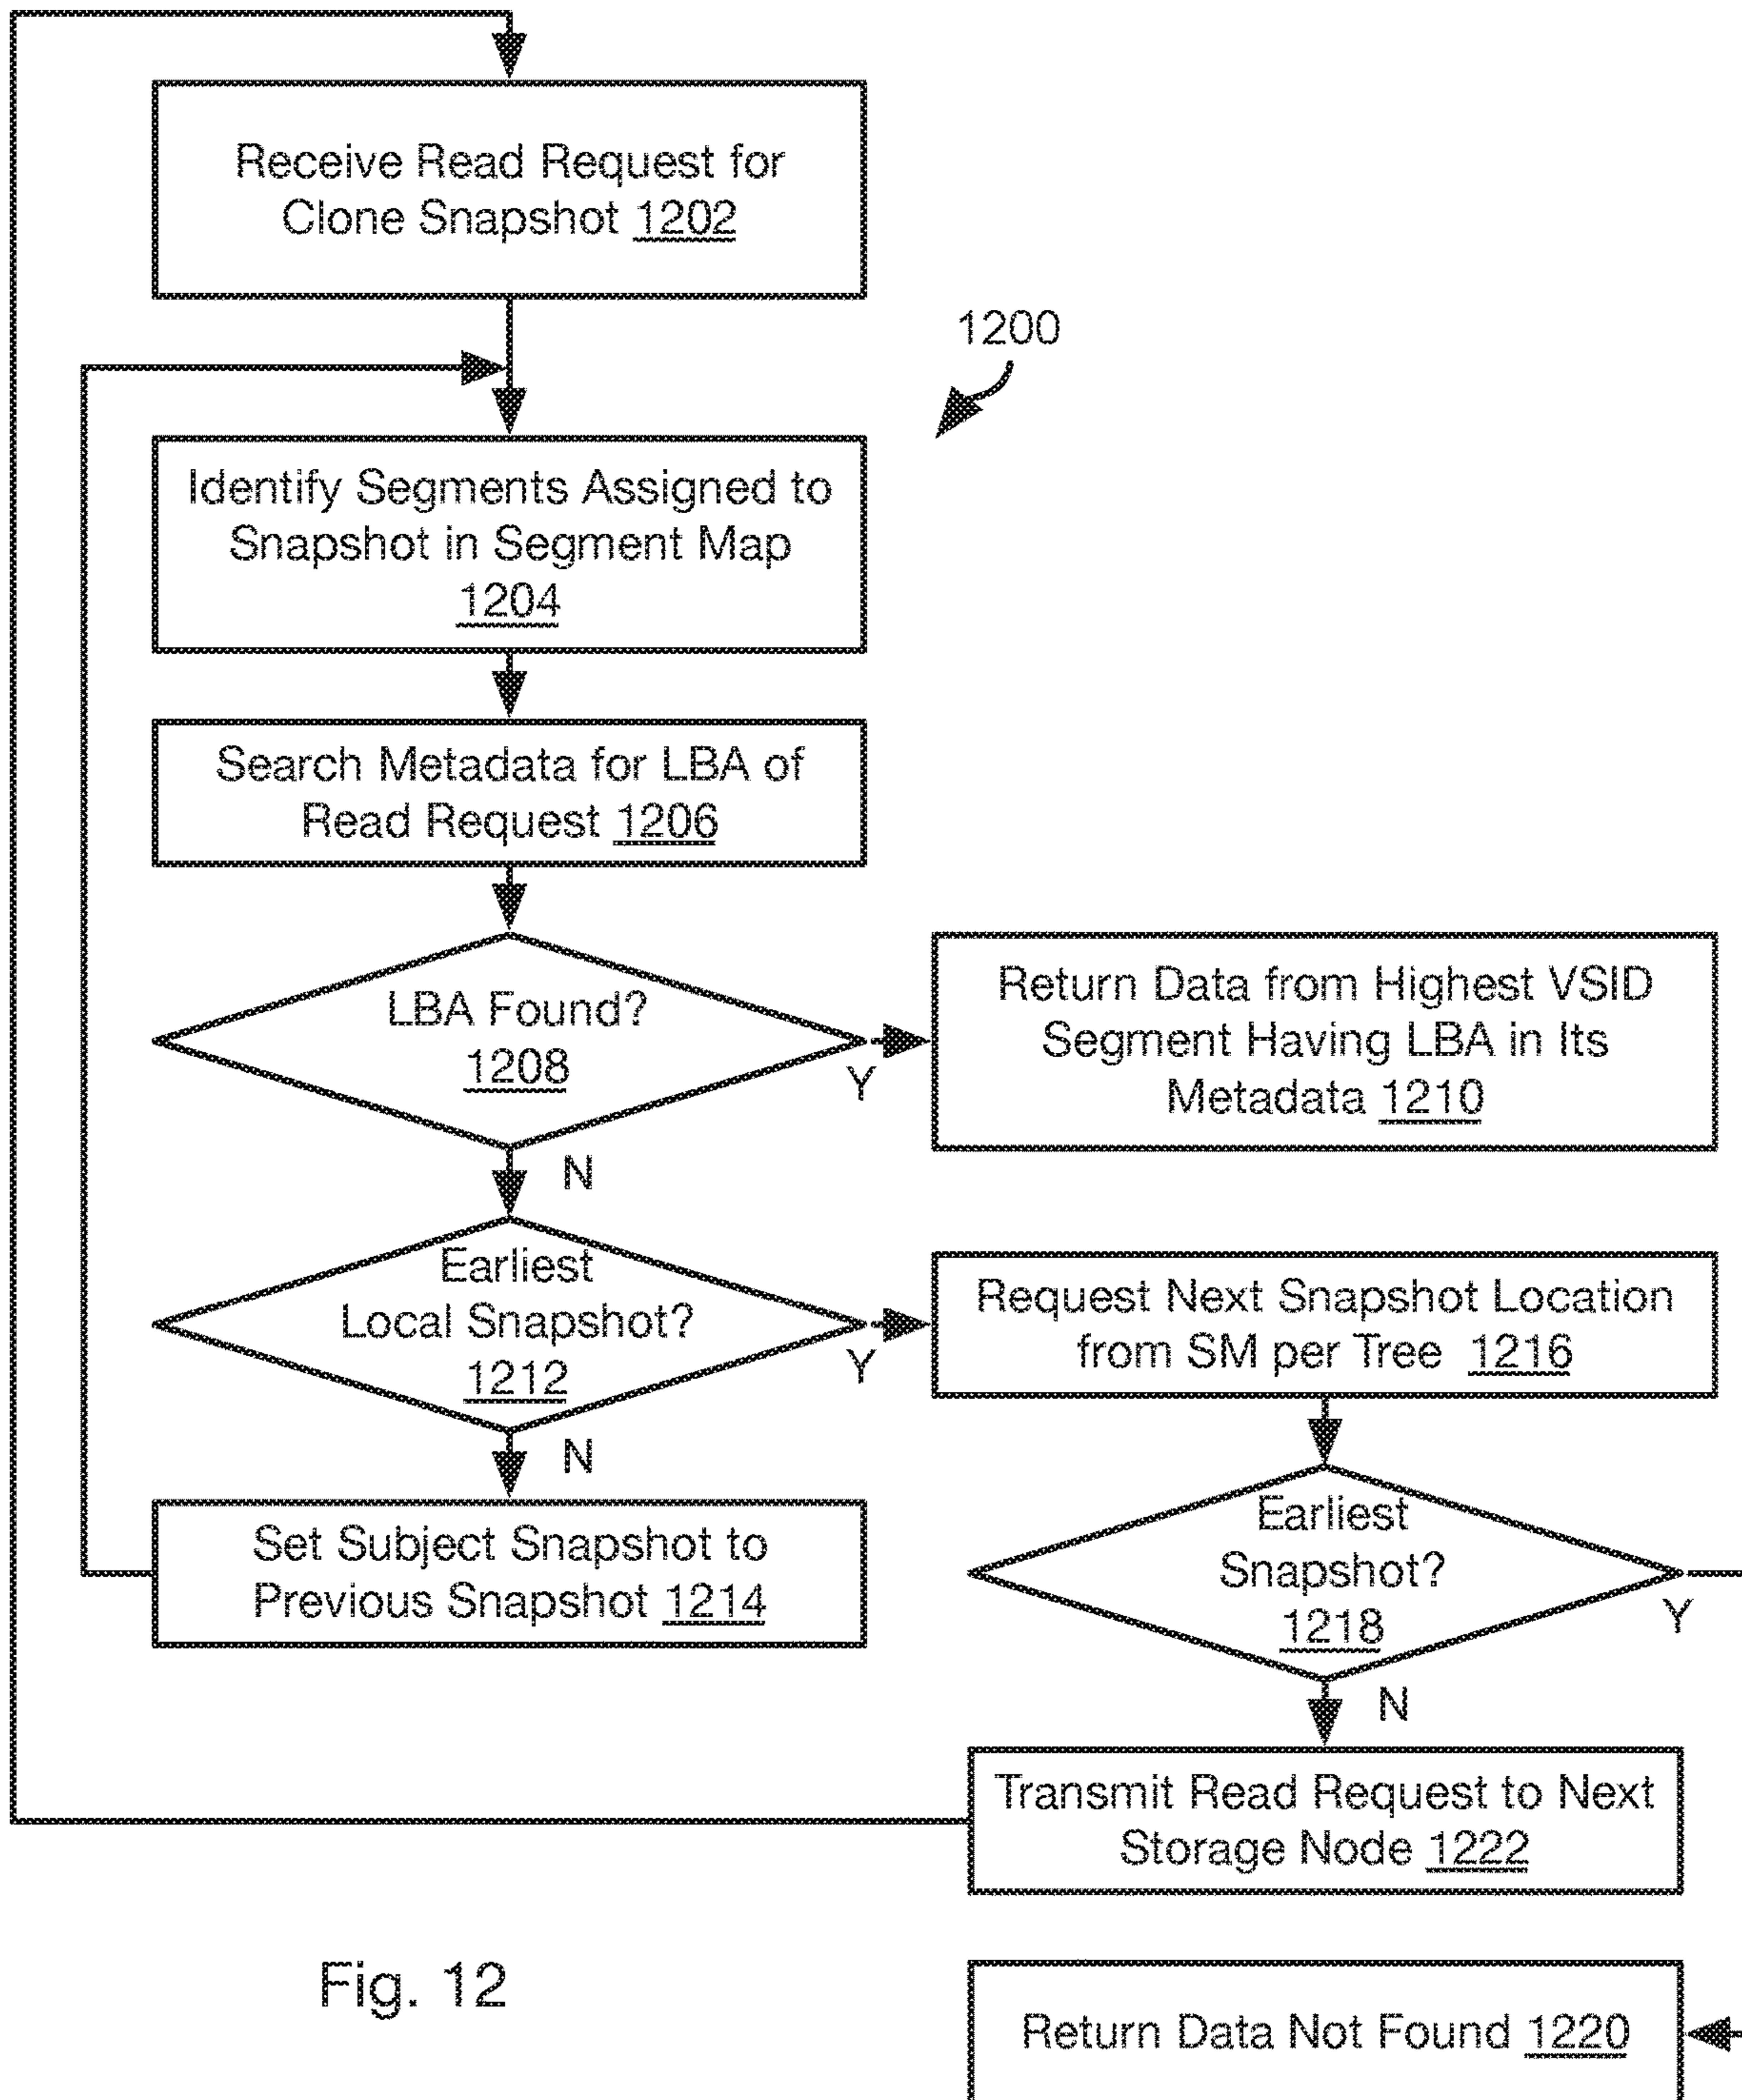 Receive Read Request for
Clone Snapshot 1202
1200
Identify Segments Assigned to
Snapshot in Segment Map
1204
Search Metadata for LBA of
Read Request 1206
LBA Found?
1208
Y
N
Return Data from Highest VSID
Segment Having LBA in Its
Metadata 1210
Earliest
Local Snapshot?
1212
Y
N
Request Next Snapshot Location
from SM per Tree 1216
Set Subject Snapshot to
Previous Snapshot 1214
Earliest
Snapshot?
1218
Y
N
Transmit Read Request to Next
Storage Node 1222
Return Data Not Found 1220
Fig. 12